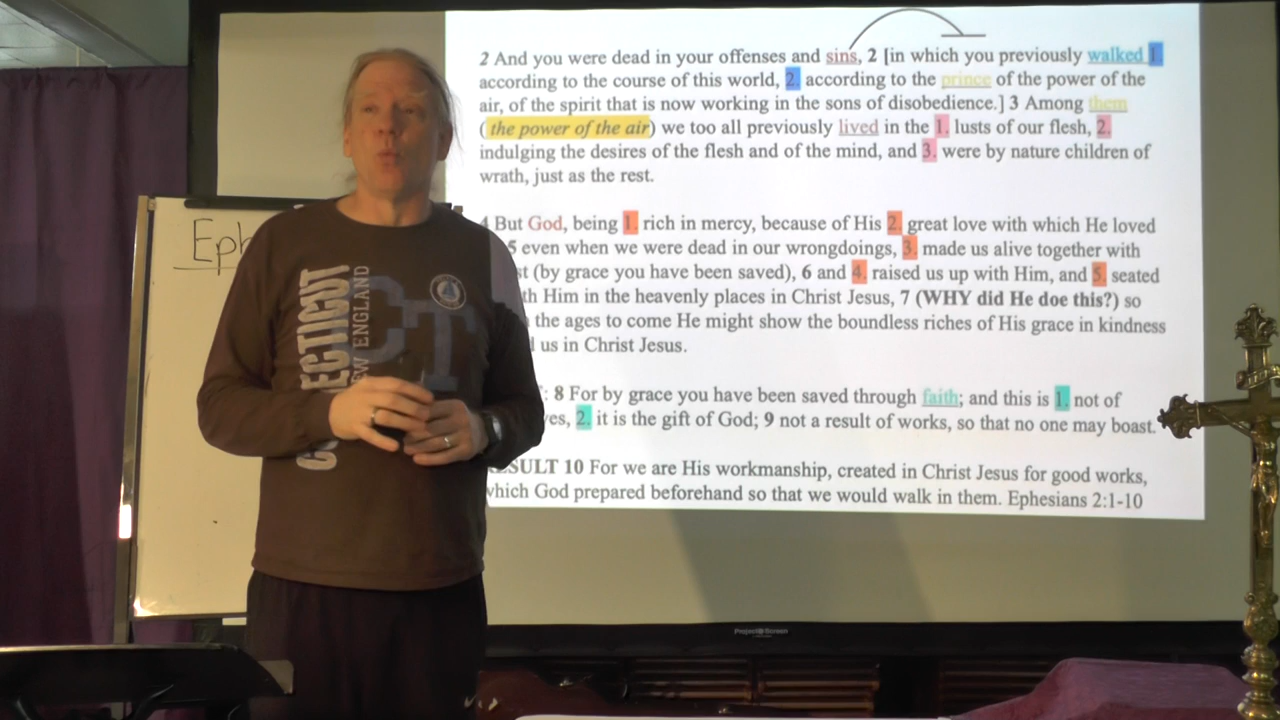 2 And you were dead in your offenses and sins, 2 [in which you previously walked 1.
according to the course of this world, 2. according to the prince of the power of the
air, of the spirit that is now working in the sons of disobedience.] 3 Among them
( the power of the air) we too all previously lived in the 1. lusts of our flesh, 2.
indulging the desires of the flesh and of the mind, and 3. were by nature children of
wrath, just as the rest.
4 But God, being 1. rich in mercy, because of His 2. great love with which He loved
5 even when we were dead in our wrongdoings, 3. made us alive together with
st (by grace you have been saved), 6 and 4. raised us up with Him, and 5. seated
th Him in the heavenly places in Christ Jesus, 7 (WHY did He doe this?) so
the ages to come He might show the boundless riches of His grace in kindness
us in Christ Jesus.
: 8 For by grace you have been saved through faith; and this is 1. not of
ves, 2. it is the gift of God; 9 not a result of works, so that no one may boast.
ESULT 10 For we are His workmanship, created in Christ Jesus for good works,
which God prepared beforehand so that we would walk in them. Ephesians 2:1-10
Eph
CT
NEW ENGLAND
Project Screen